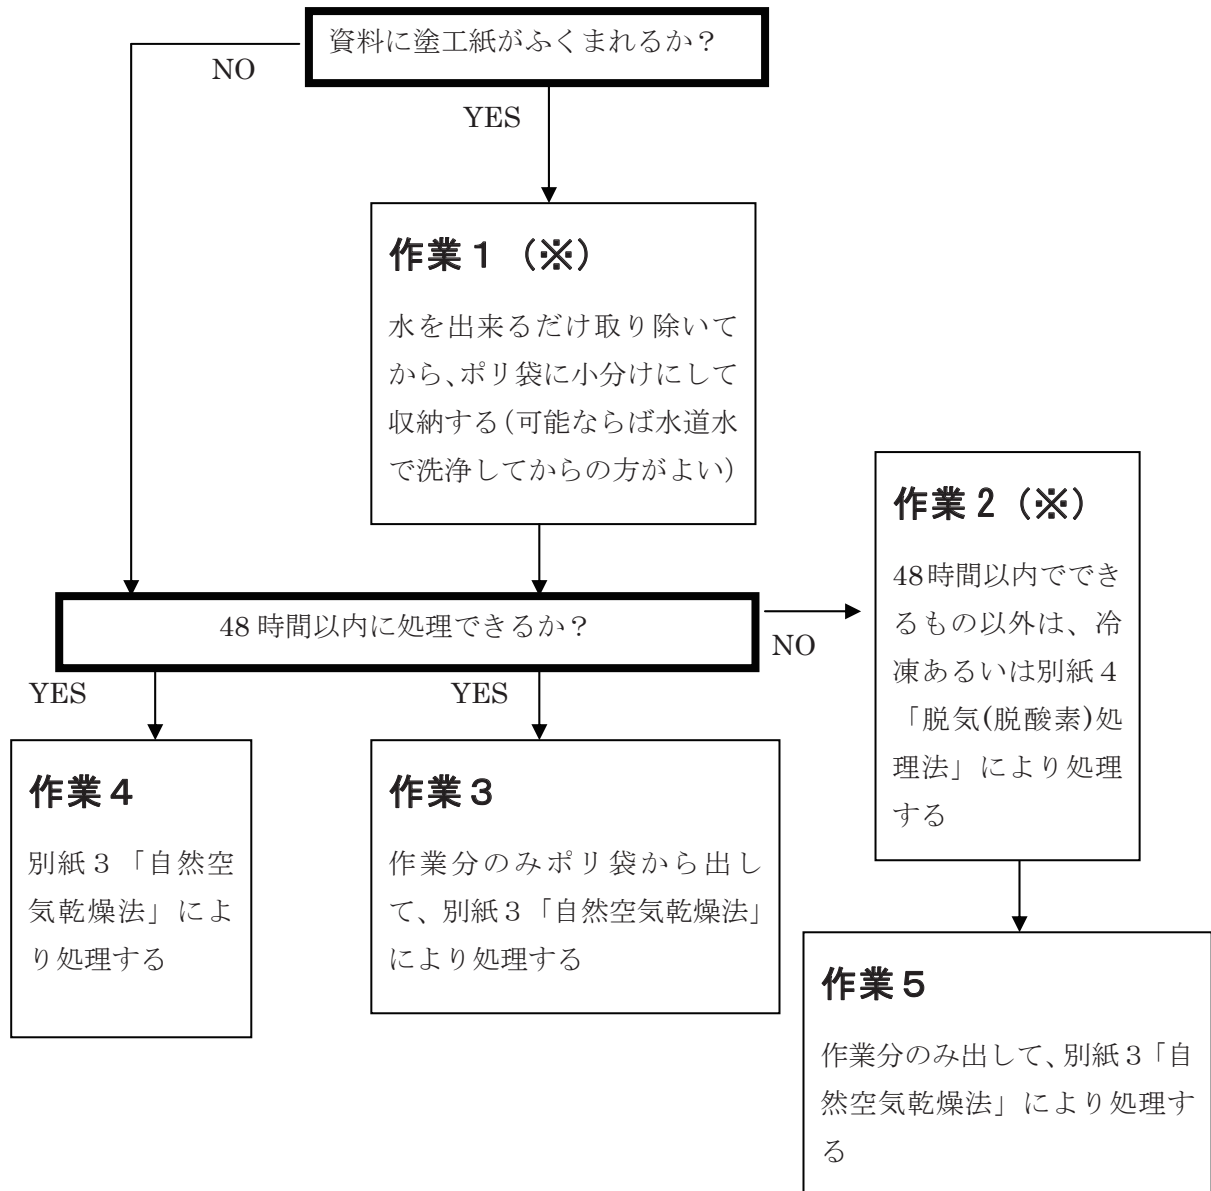 資料に塗工紙がふくまれるか？
NO
YES
作業１（※）
水を出来るだけ取り除いて
から、ポリ袋に小分けにして
収納する（可能ならば水道水
で洗浄してからの方がよい）
作業２（※）
48時間以内ででき
るもの以外は、冷
凍あるいは別紙４
「脱気(脱酸素)処
理法」により処理
する
48 時間以内に処理できるか？
NO
YES
YES
作業４
別紙３「自然空
気乾燥法」によ
り処理する
作業３
作業分のみポリ袋から出し
て、別紙３「自然空気乾燥法」
により処理する
作業５
作業分のみ出して、別紙３「自
然空気乾燥法」により処理す
る